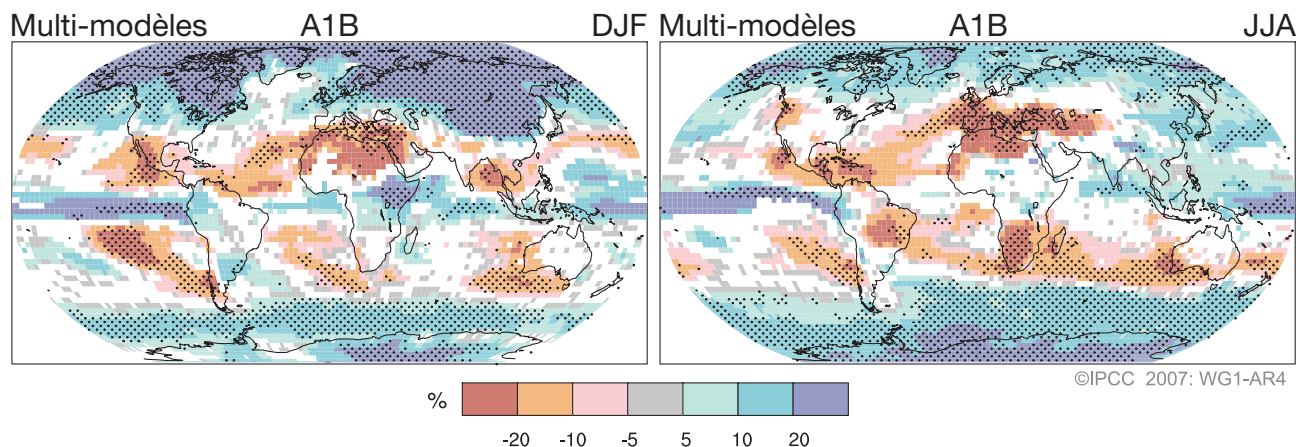 Multi-modèles A1B DJF
Multi-modèles A1B JJA
©IPCC 2007: WG1-AR4
%
-20 -10 -5 5 10 20